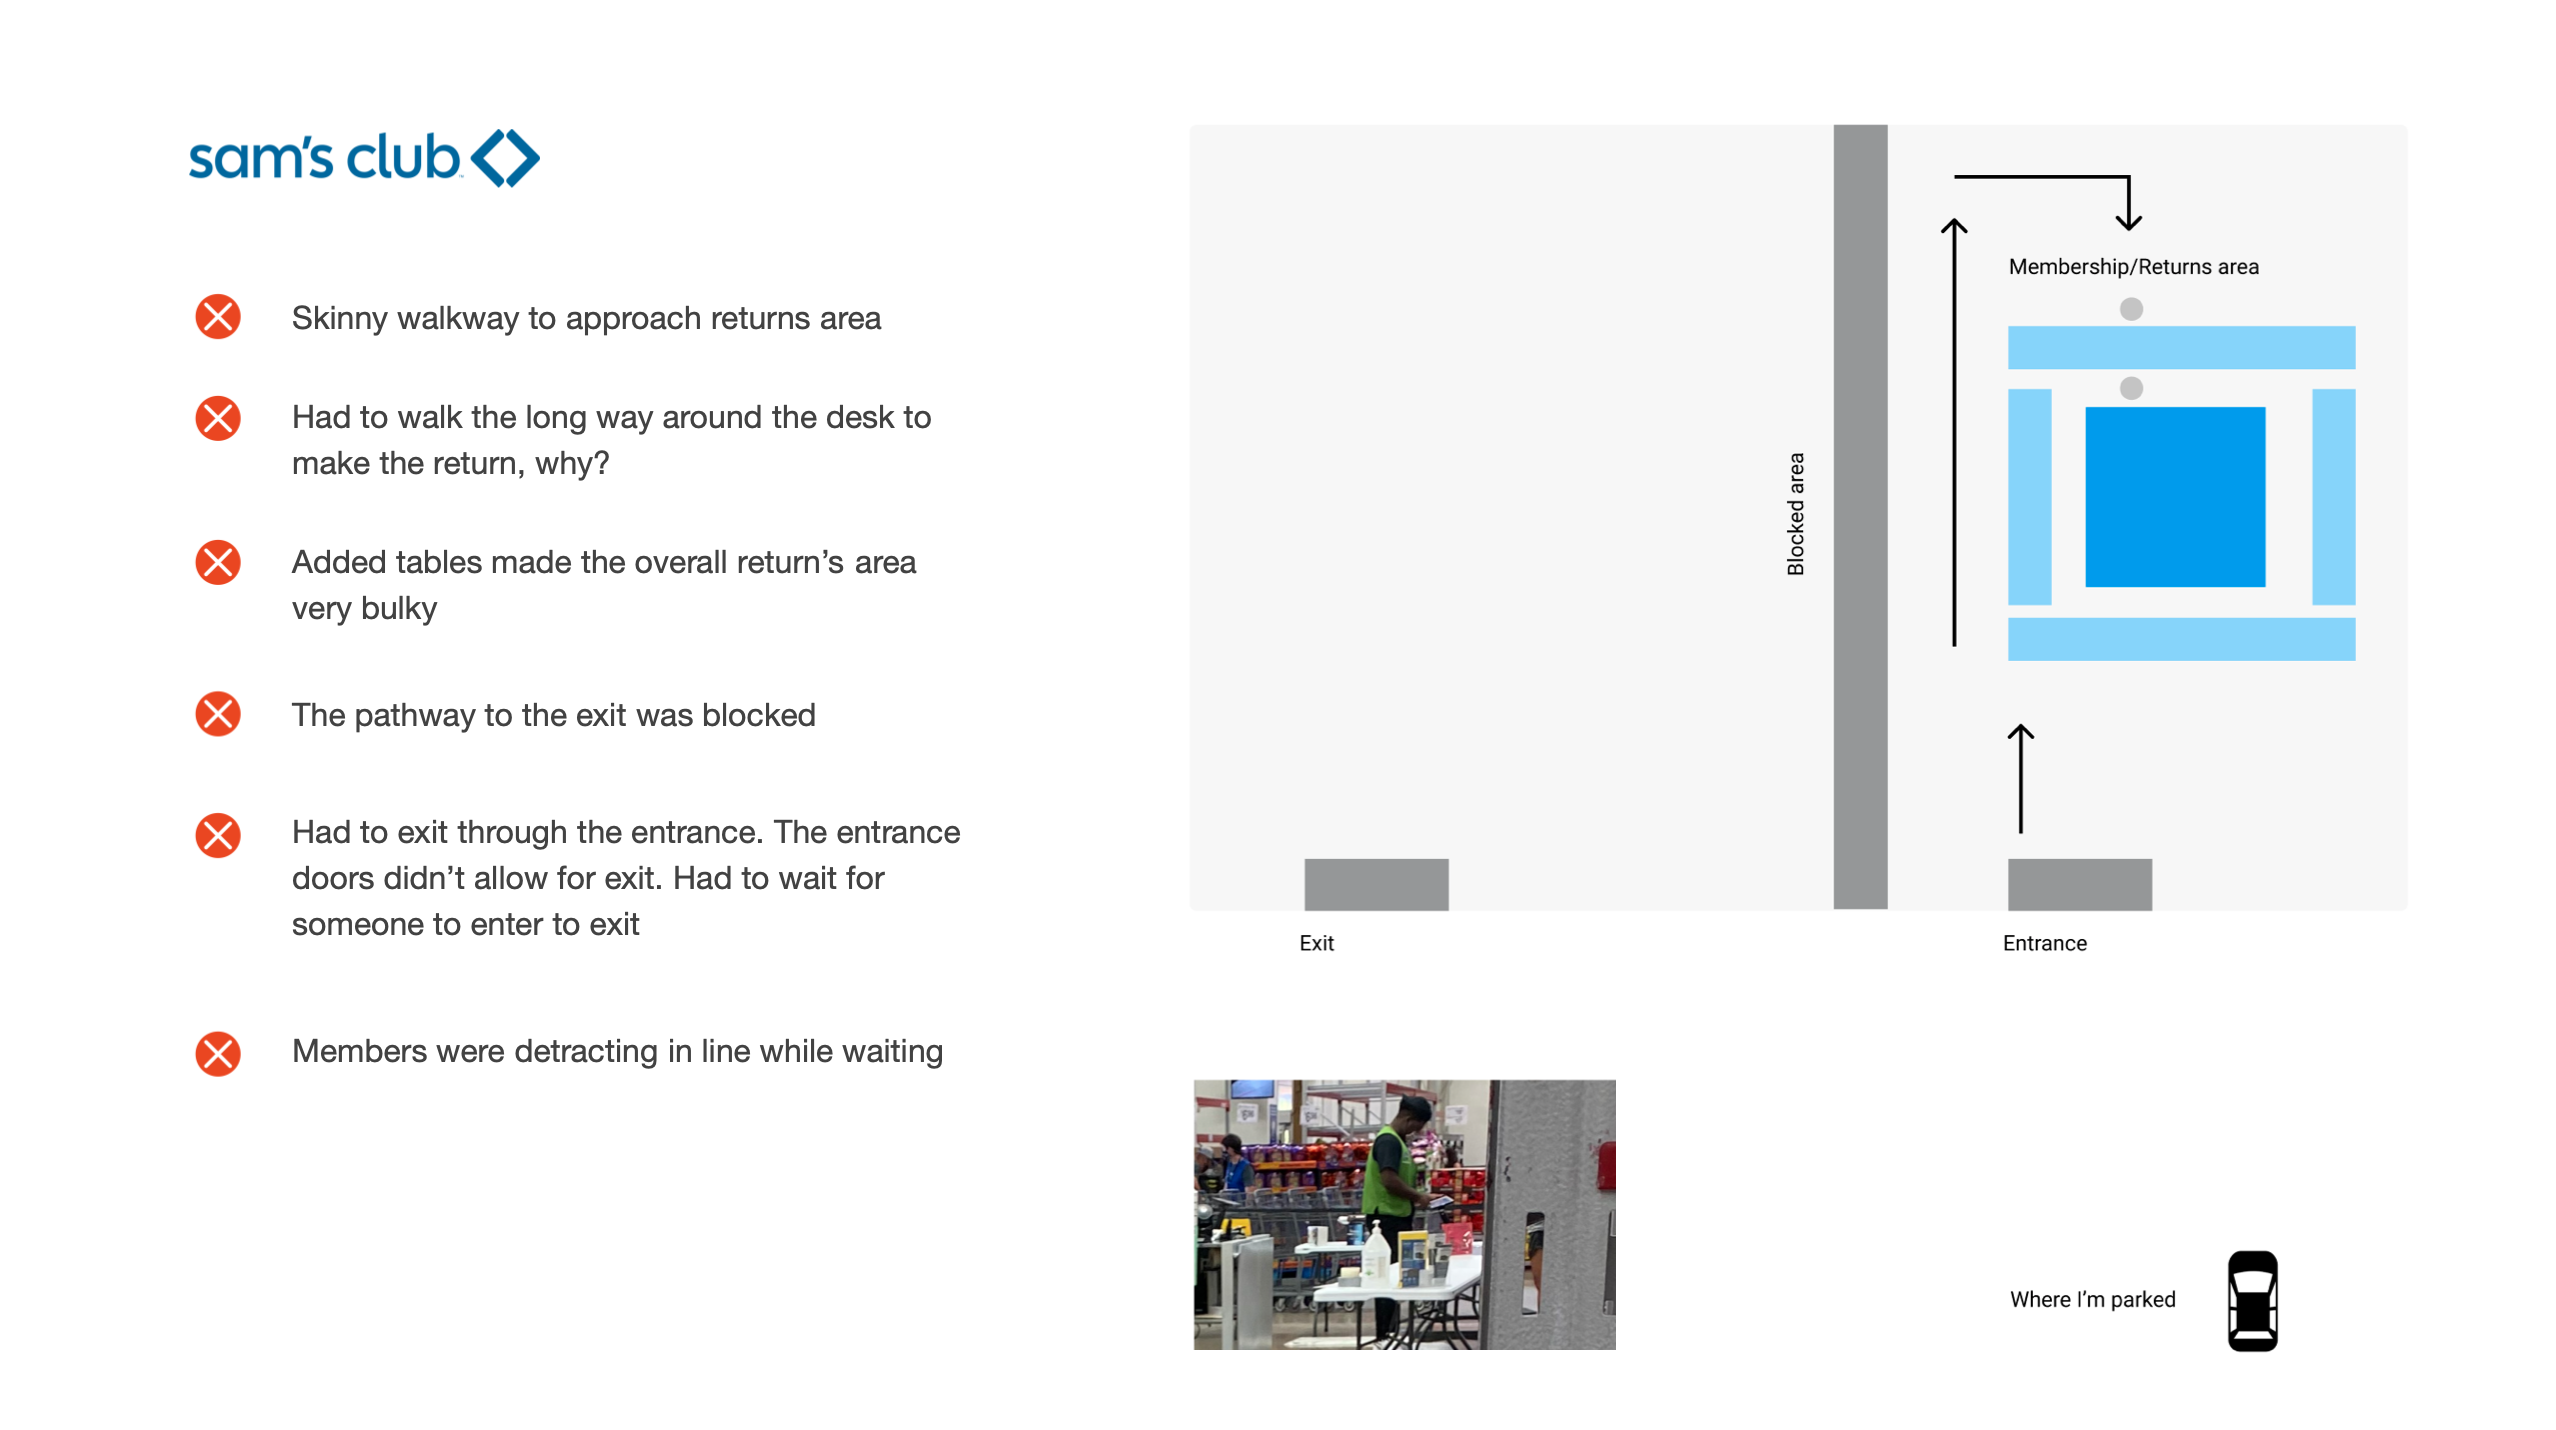 sam's club™
Skinny walkway to approach returns area
Had to walk the long way around the desk to
make the return, why?
Added tables made the overall return’s area
very bulky
The pathway to the exit was blocked
Had to exit through the entrance. The entrance
doors didn’t allow for exit. Had to wait for
someone to enter to exit
Members were detracting in line while waiting
Membership/Returns area
Blocked area
Exit
Entrance
Where I’m parked